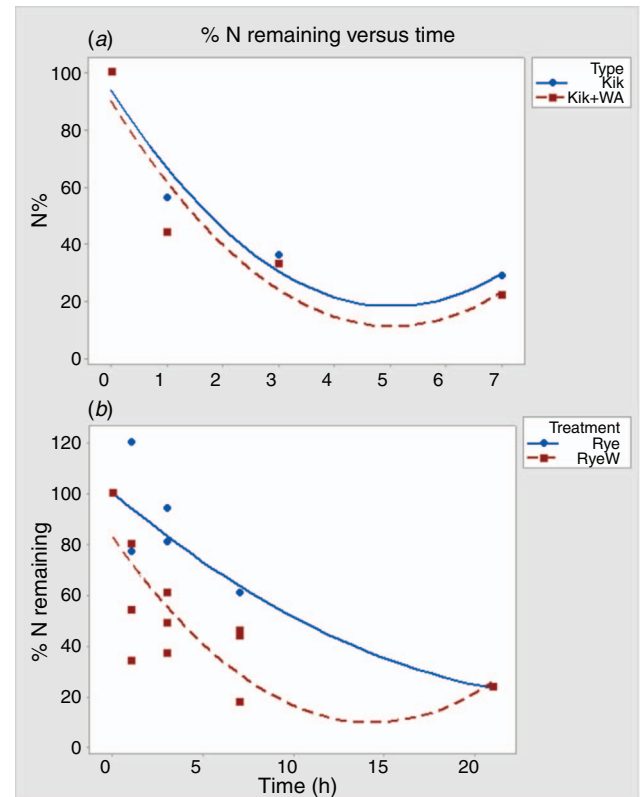 (a) % N remaining versus time
Type
Kik
Kik+WA
N%
100
80
60
40
20
0
0 1 2 3 4 5 6 7
(b)
Treatment
Rye
RyeW
% N remaining
120
100
80
60
40
20
0
0 5 10 15 20
Time (h)